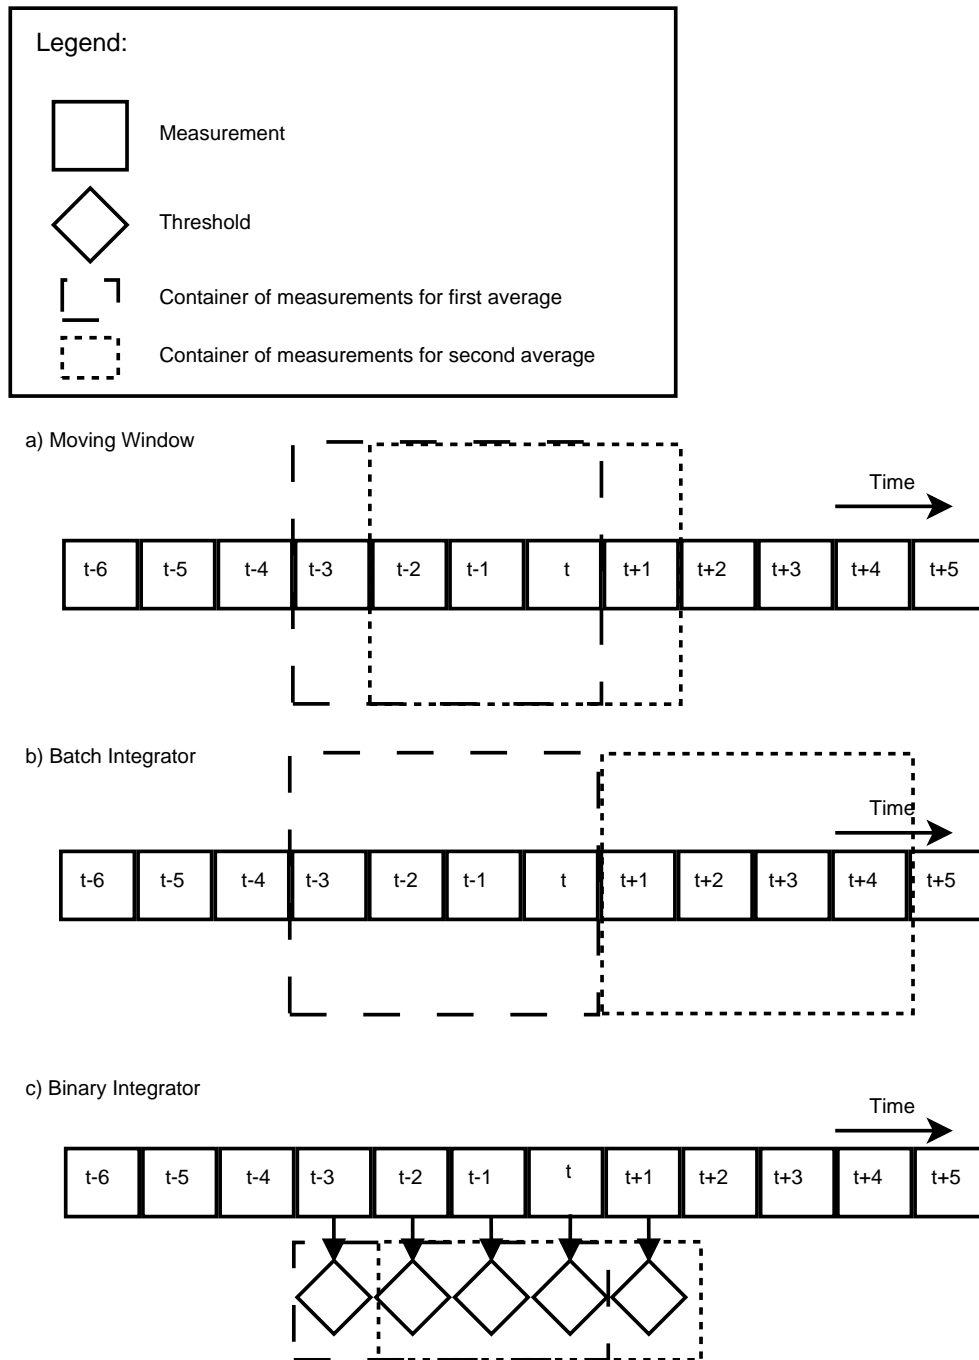 Legend:
Measurement
Threshold
Container of measurements for first average
Container of measurements for second average
a) Moving Window
Time
t-6 t-5 t-4 t-3 t-2 t-1 t t+1 t+2 t+3 t+4 t+5
b) Batch Integrator
Time
t-6 t-5 t-4 t-3 t-2 t-1 t t+1 t+2 t+3 t+4 t+5
c) Binary Integrator
Time
t-6 t-5 t-4 t-3 t-2 t-1 t t+1 t+2 t+3 t+4 t+5